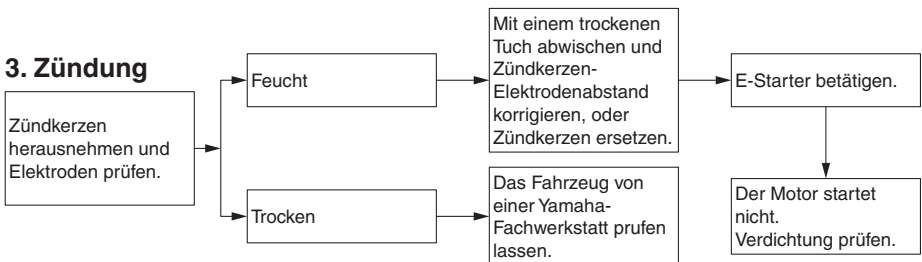 3. Zündung
Zündkerzen
herausnehmen und
Elektroden prüfen.
Feucht
Mit einem trockenen
Tuch abwischen und
Zündkerzen-
Elektrodenabstand
korrigieren, oder
Zündkerzen ersetzen.
E-Starter betätigen.
Der Motor startet
nicht.
Verdichtung prüfen.
Trocken
Das Fahrzeug von
einer Yamaha-
Fachwerkstatt prufen
lassen.